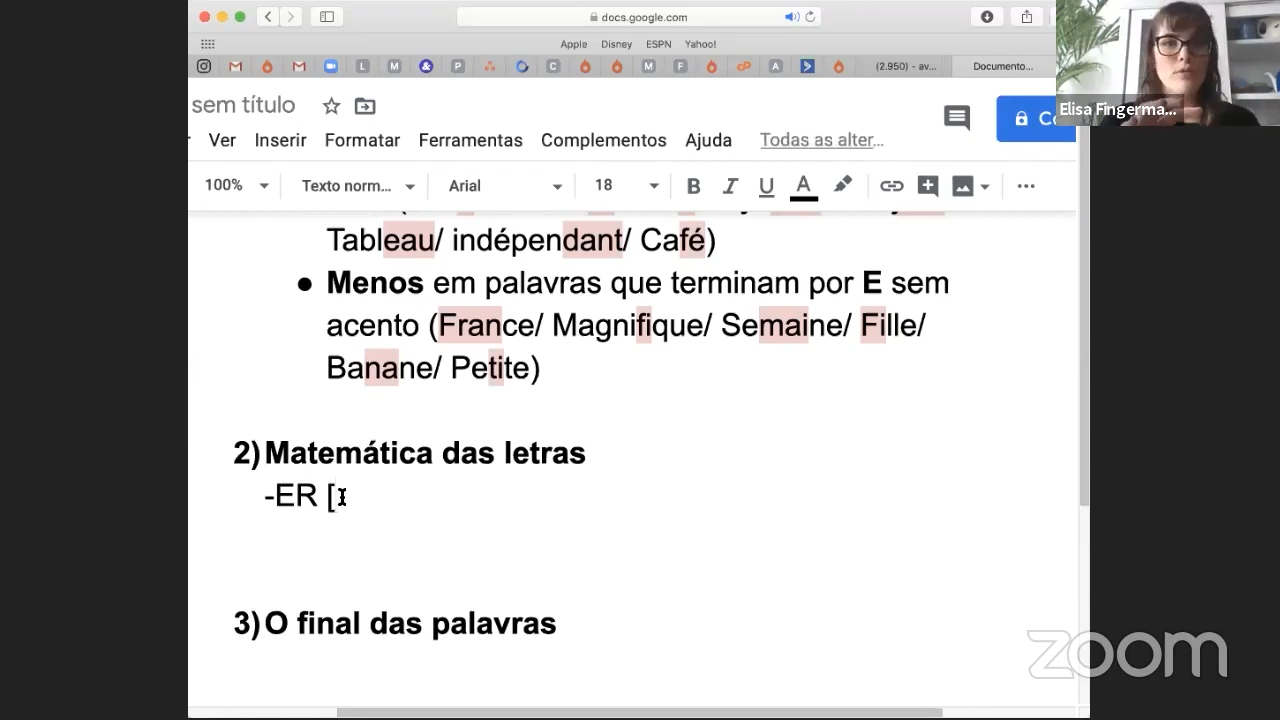 docs.google.com
Apple Disney ESPN Yahoo!
L M & P C M F A (2.950) - av... Documento...
Elisa Fingerma...
sem título
Ver Inserir Formatar Ferramentas Complementos Ajuda Todas as alter...
100% Texto norm... Arial 18 B I U A
Tableau/ indépendant/ Café)
● Menos em palavras que terminam por E sem
acento (France/ Magnifique/ Semaine/ Fille/
Banane/ Petite)
2) Matemática das letras
-ER [
3) O final das palavras
zoom